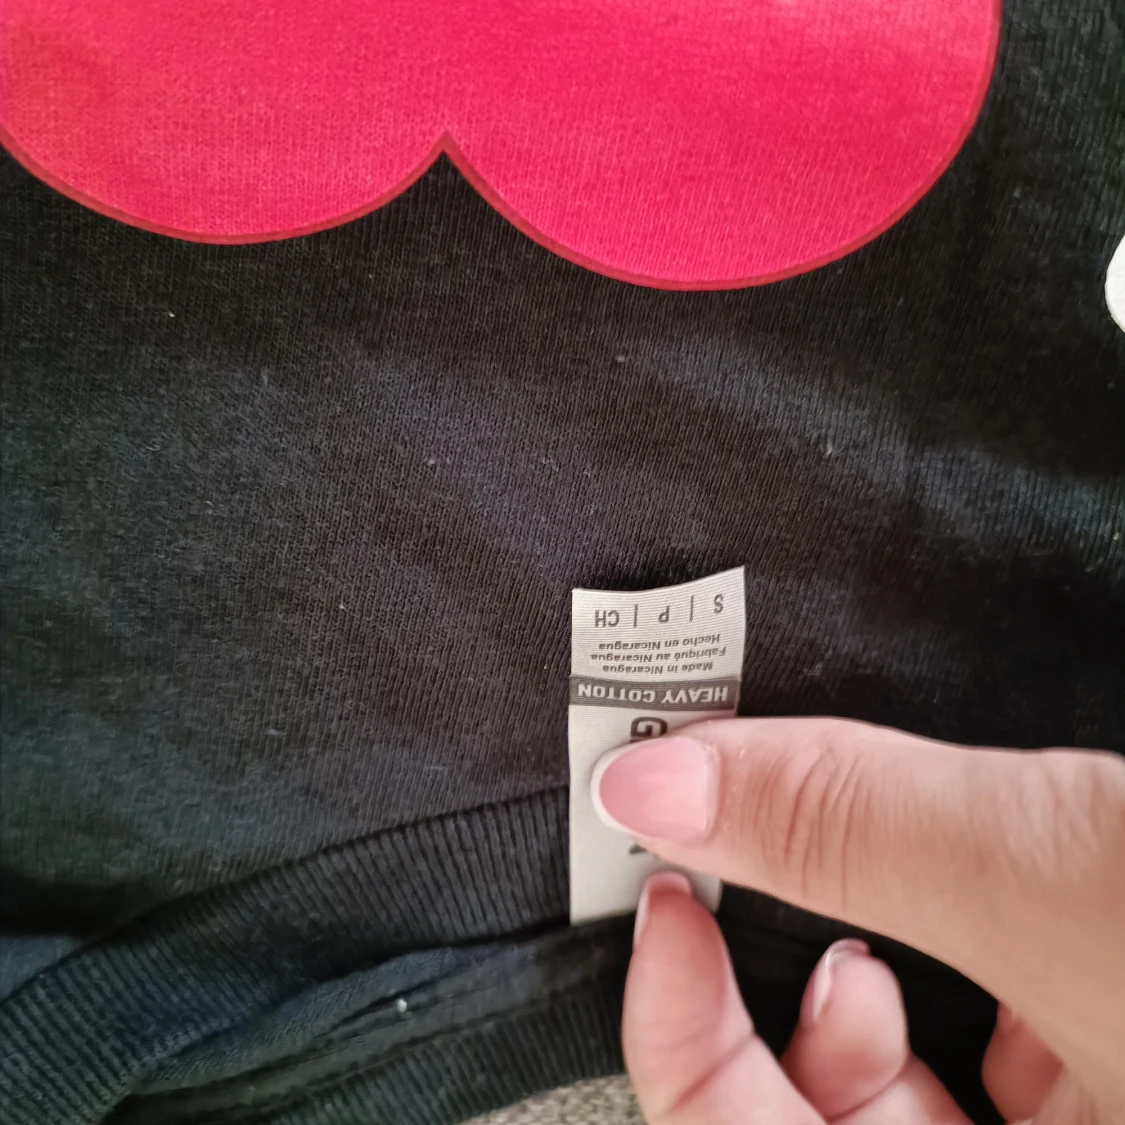 HEAVY COTTON
Made in Nicaragua
Fabriqué au Nicaragua
Hecho en Nicaragua
S | P | CH